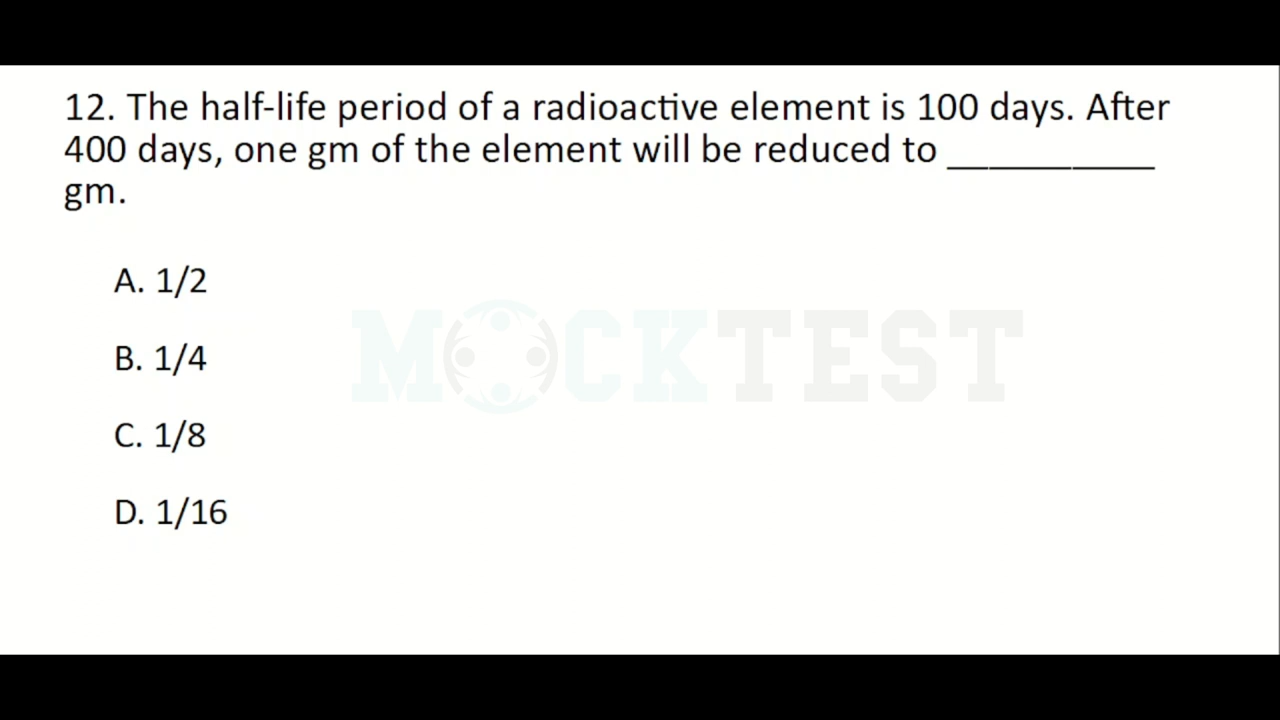 12. The half-life period of a radioactive element is 100 days. After
400 days, one gm of the element will be reduced to __________
gm.
A. 1/2
B. 1/4
C. 1/8
D. 1/16
MOCKTEST